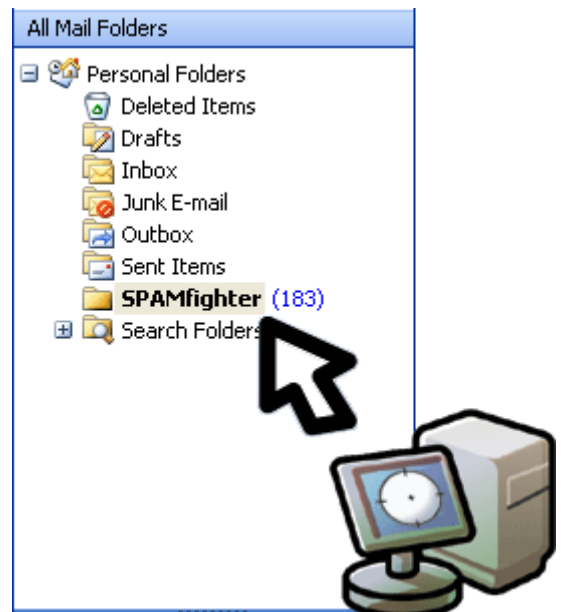 All Mail Folders
Personal Folders
Deleted Items
Drafts
Inbox
Junk E-mail
Outbox
Sent Items
SPAMfighter (183)
Search Folders